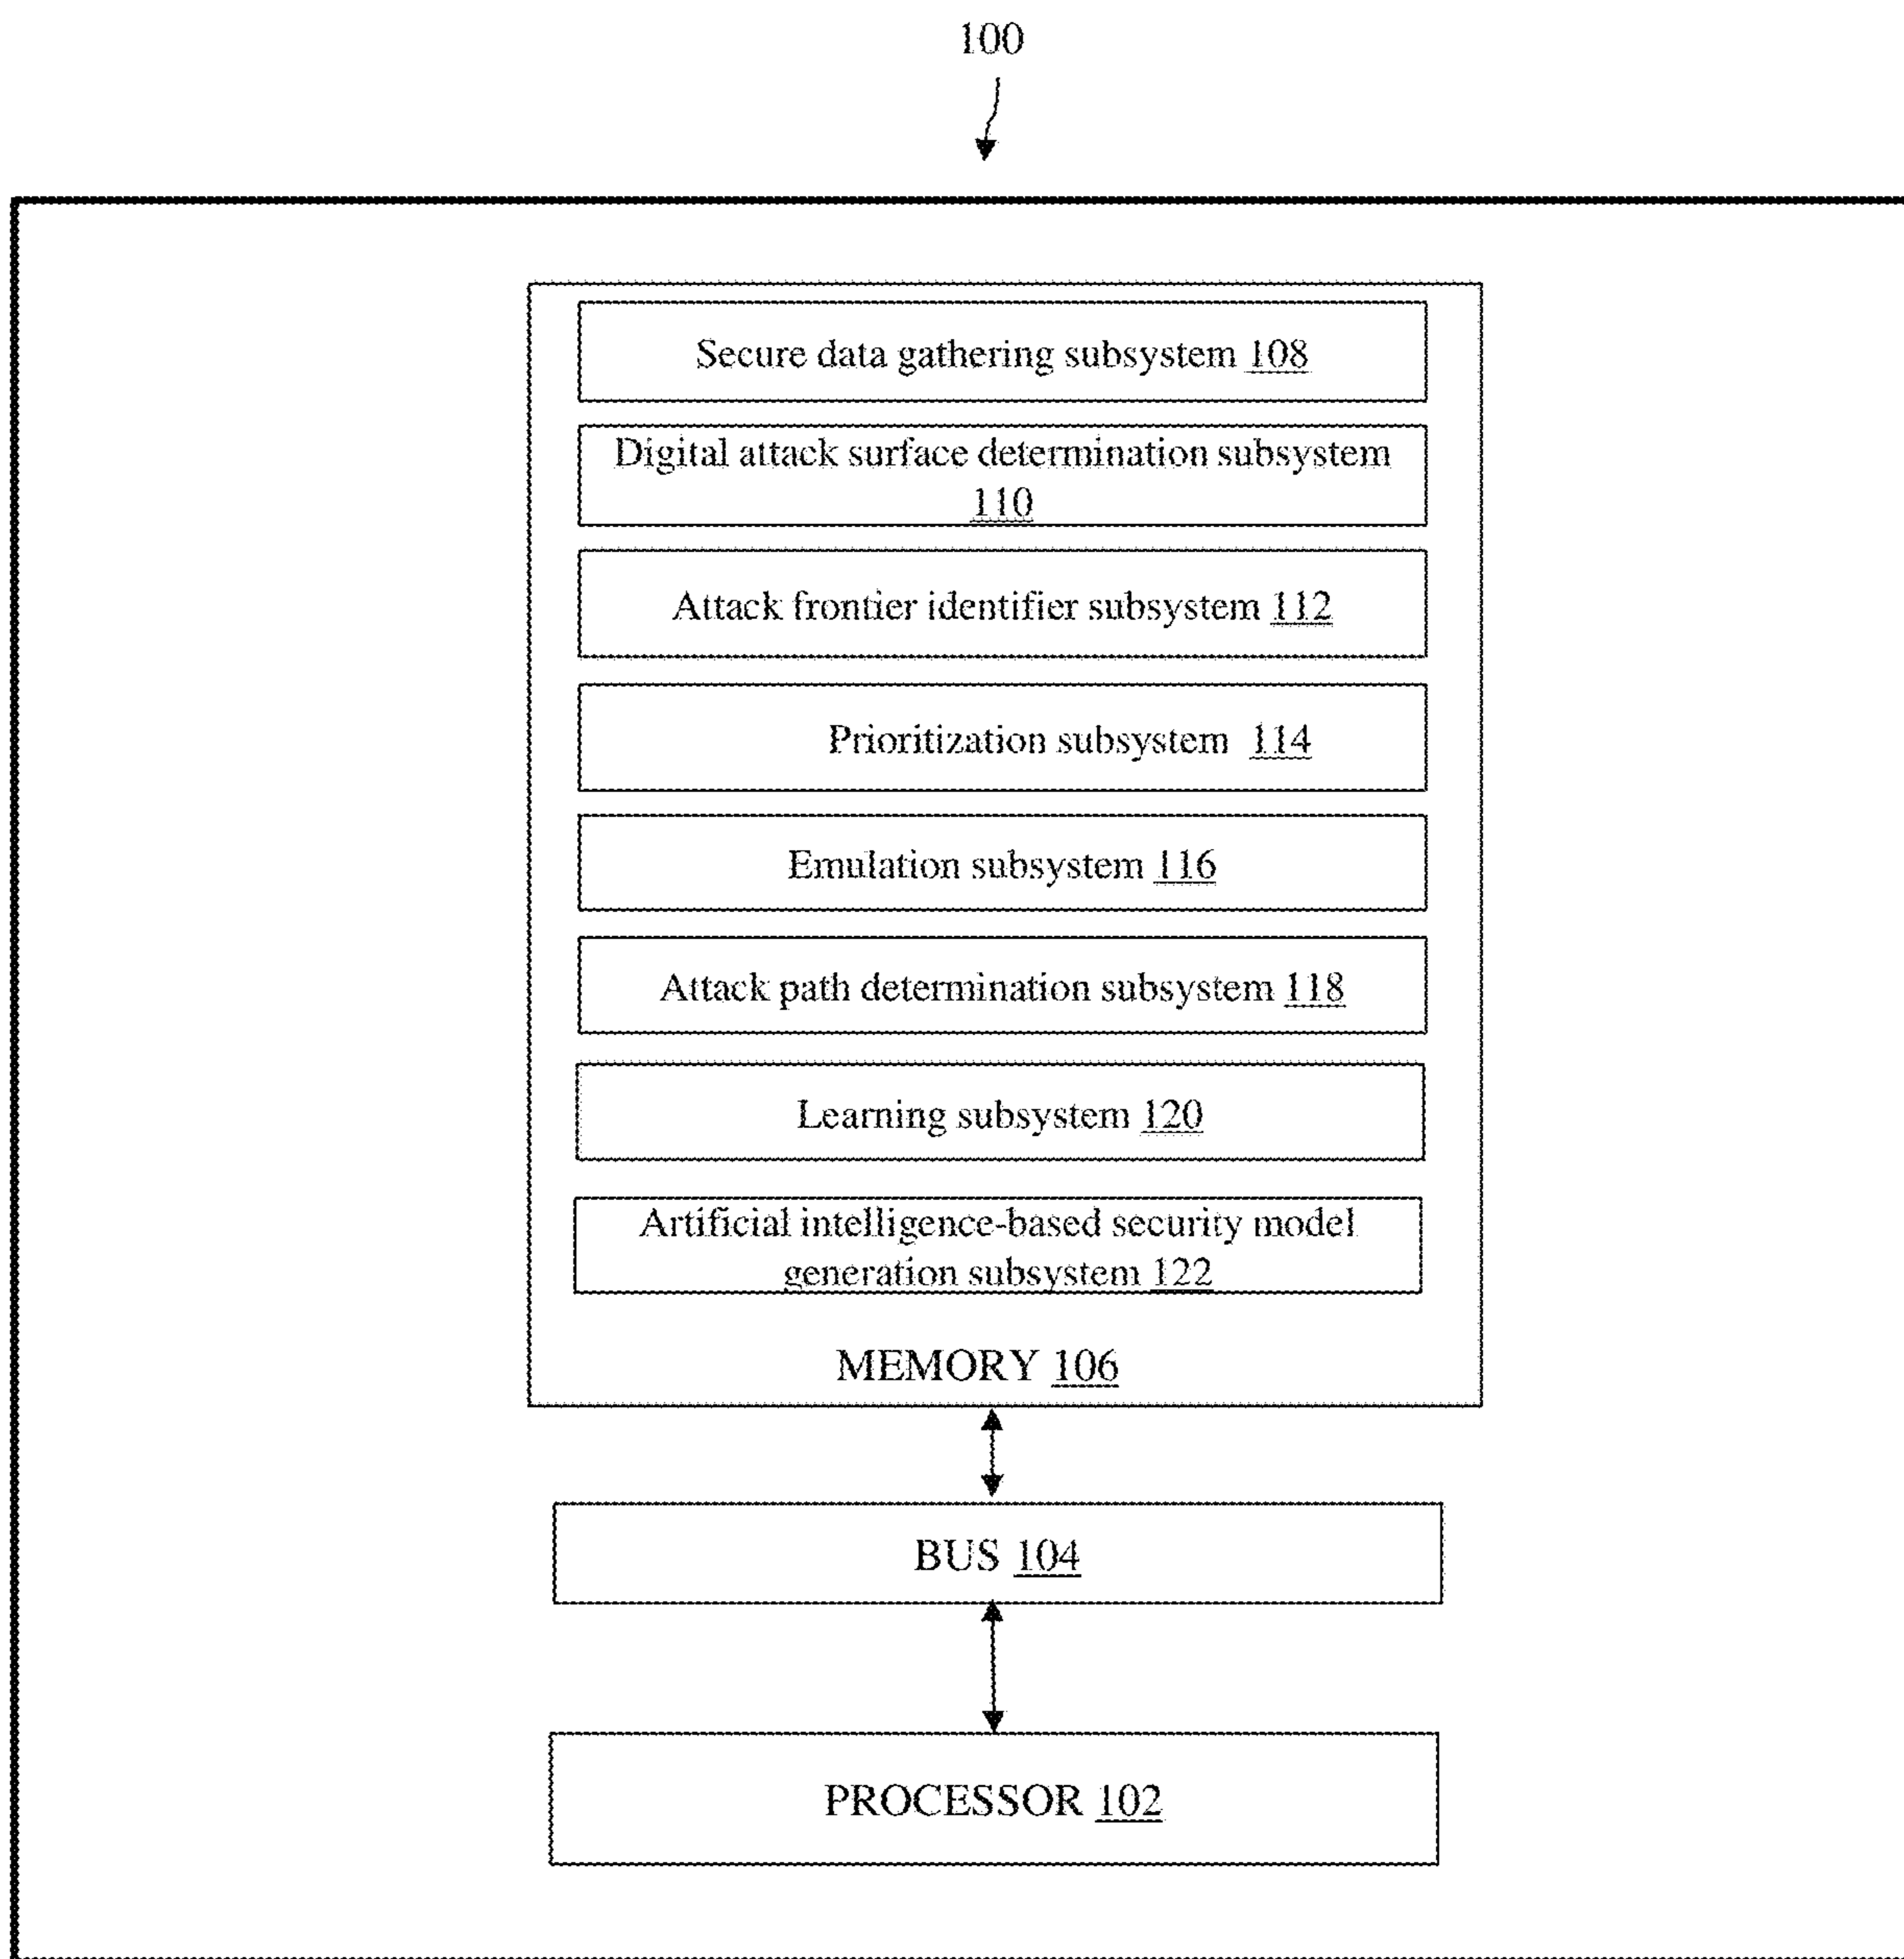 100
Secure data gathering subsystem 108
Digital attack surface determination subsystem
110
Attack frontier identifier subsystem 112
Prioritization subsystem 114
Emulation subsystem 116
Attack path determination subsystem 118
Learning subsystem 120
Artificial intelligence-based security model
generation subsystem 122
MEMORY 106
BUS 104
PROCESSOR 102